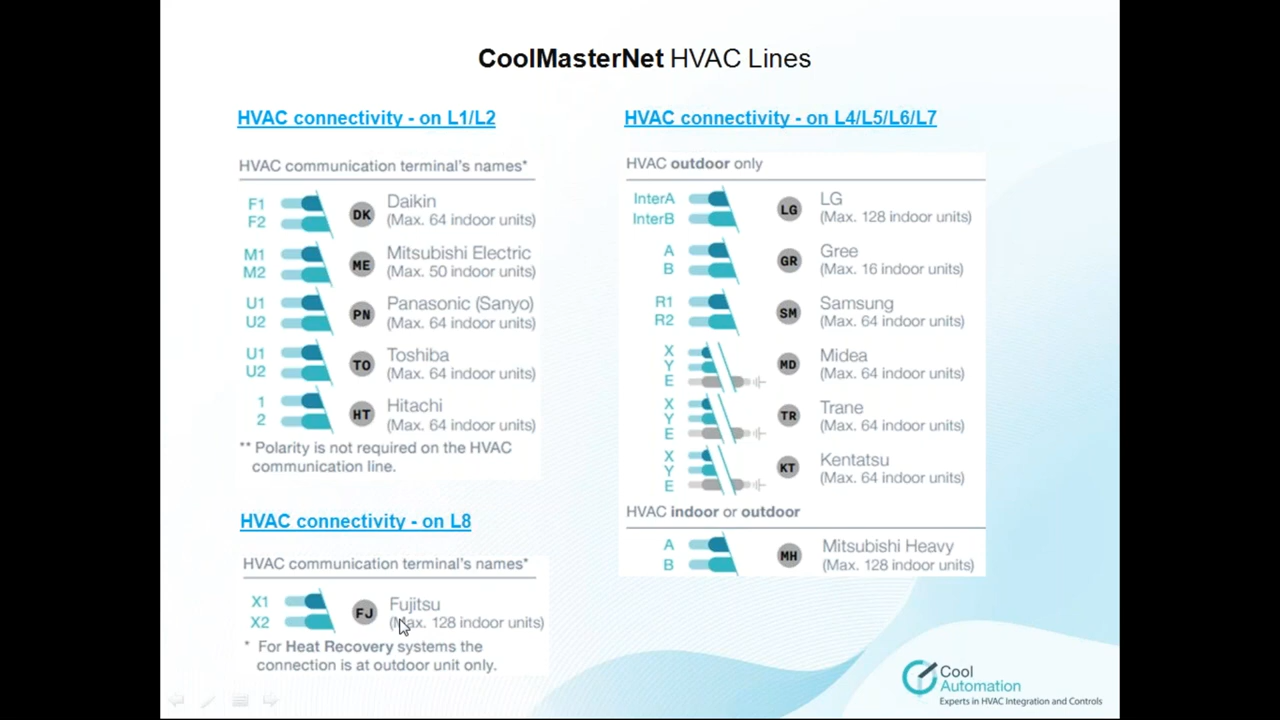 CoolMasterNet HVAC Lines
HVAC connectivity - on L1/L2
HVAC communication terminal's names*
F1
F2
DK
Daikin
(Max. 64 indoor units)
M1
M2
ME
Mitsubishi Electric
(Max. 50 indoor units)
U1
U2
PN
Panasonic (Sanyo)
(Max. 64 indoor units)
U1
U2
TO
Toshiba
(Max. 64 indoor units)
1
2
HT
Hitachi
(Max. 64 indoor units)
** Polarity is not required on the HVAC
communication line.
HVAC connectivity - on L8
HVAC communication terminal's names*
X1
X2
FJ
Fujitsu
(Max. 128 indoor units)
* For Heat Recovery systems the
connection is at outdoor unit only.
HVAC connectivity - on L4/L5/L6/L7
HVAC outdoor only
InterA
InterB
LG
LG
(Max. 128 indoor units)
A
B
GR
Gree
(Max. 16 indoor units)
R1
R2
SM
Samsung
(Max. 64 indoor units)
X
Y
E
MD
Midea
(Max. 64 indoor units)
X
Y
E
TR
Trane
(Max. 64 indoor units)
X
Y
E
KT
Kentatsu
(Max. 64 indoor units)
HVAC indoor or outdoor
A
B
MH
Mitsubishi Heavy
(Max. 128 indoor units)
Cool
Automation
Experts in HVAC Integration and Controls